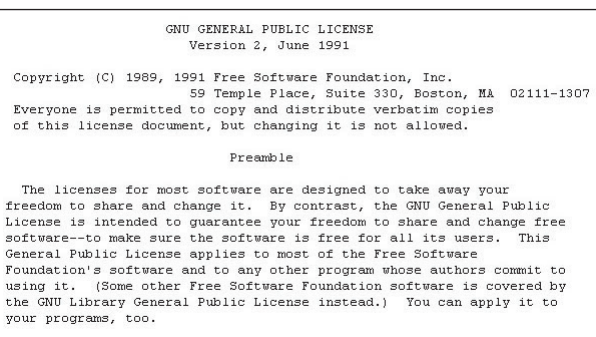 GNU GENERAL PUBLIC LICENSE
Version 2, June 1991
Copyright (C) 1989, 1991 Free Software Foundation, Inc.
59 Temple Place, Suite 330, Boston, MA 02111-1307
Everyone is permitted to copy and distribute verbatim copies
of this license document, but changing it is not allowed.
Preamble
The licenses for most software are designed to take away your
freedom to share and change it. By contrast, the GNU General Public
License is intended to guarantee your freedom to share and change free
software--to make sure the software is free for all its users. This
General Public License applies to most of the Free Software
Foundation's software and to any other program whose authors commit to
using it. (Some other Free Software Foundation software is covered by
the GNU Library General Public License instead.) You can apply it to
your programs, too.